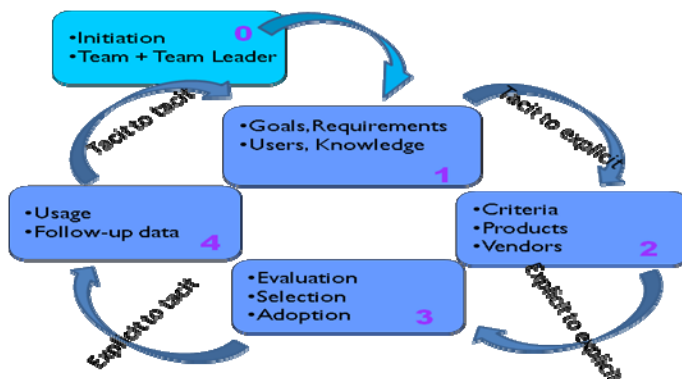 •Initiation
0
•Team + Team Leader
Tacit to tacit
Tacit to explicit
•Goals, Requirements
•Users, Knowledge
1
•Usage
•Follow-up data
4
•Criteria
•Products
•Vendors
2
•Evaluation
•Selection
•Adoption
3
Explicit to tacit
Explicit to explicit